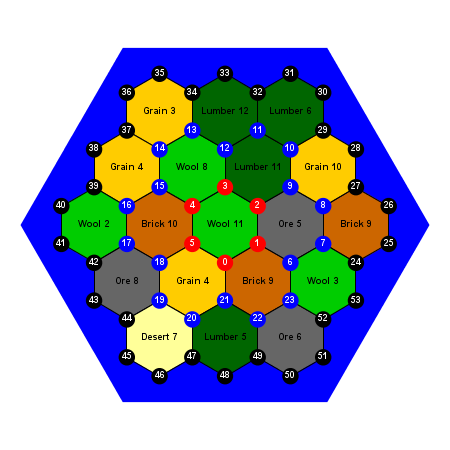 35 33 31
36 34 32 30
Grain 3 Lumber 12 Lumber 6
37 13 11 29
38 14 12 10 28
Grain 4 Wool 8 Lumber 11 Grain 10
39 15 3 9 27
40 16 4 2 8 26
Wool 2 Brick 10 Wool 11 Ore 5 Brick 9
41 17 5 1 7 25
42 18 0 6 24
Ore 8 Grain 4 Brick 9 Wool 3
43 19 21 23 53
44 20 22 52
Desert 7 Lumber 5 Ore 6
45 47 49 51
46 48 50